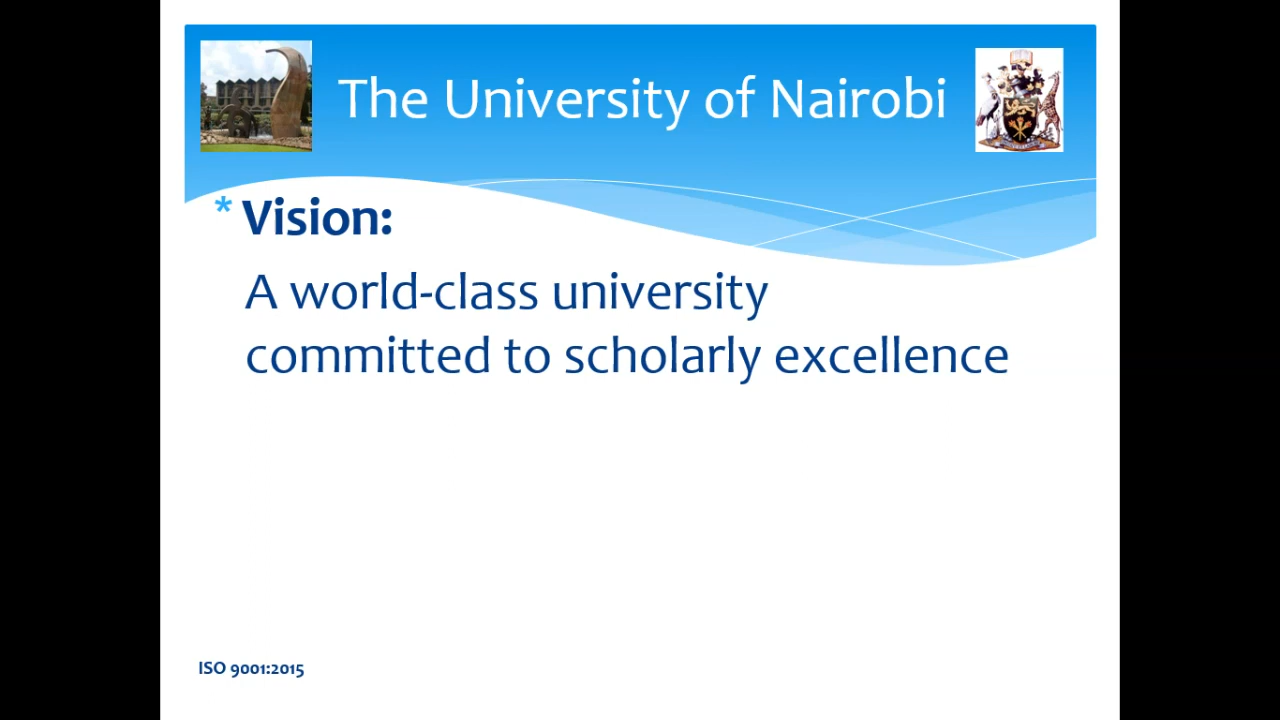 The University of Nairobi
* Vision:
A world-class university
committed to scholarly excellence
ISO 9001:2015